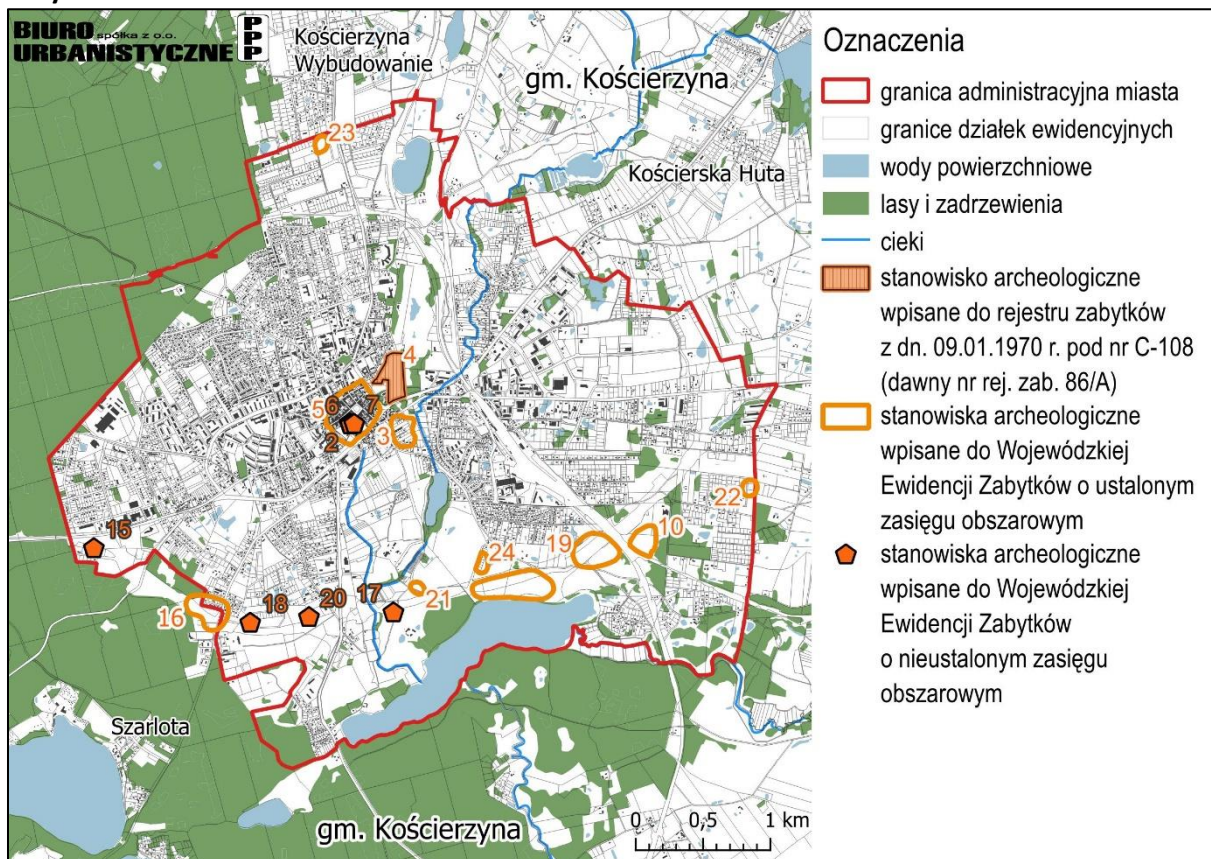 BIURO spółka z o.o.
URBANISTYCZNE
P
P
P
Kościerzyna
Wybudowanie
gm. Kościerzyna
Kościerska Huta
23
4
5
6
7
2
3
22
10
19
24
15
16
18
20
17
21
Szarlota
gm. Kościerzyna
0 0,5 1 km
Oznaczenia
granica administracyjna miasta
granice działek ewidencyjnych
wody powierzchniowe
lasy i zadrzewienia
cieki
stanowisko archeologiczne
wpisane do rejestru zabytków
z dn. 09.01.1970 r. pod nr C-108
(dawny nr rej. zab. 86/A)
stanowiska archeologiczne
wpisane do Wojewódzkiej
Ewidencji Zabytków o ustalonym
zasięgu obszarowym
stanowiska archeologiczne
wpisane do Wojewódzkiej
Ewidencji Zabytków
o nieustalonym zasięgu
obszarowym